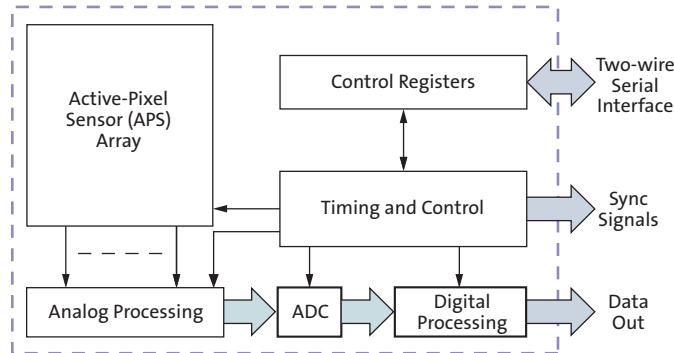 Active-Pixel
Sensor (APS)
Array
Control Registers
Two-wire
Serial
Interface
Timing and Control
Sync
Signals
Analog Processing
ADC
Digital
Processing
Data
Out